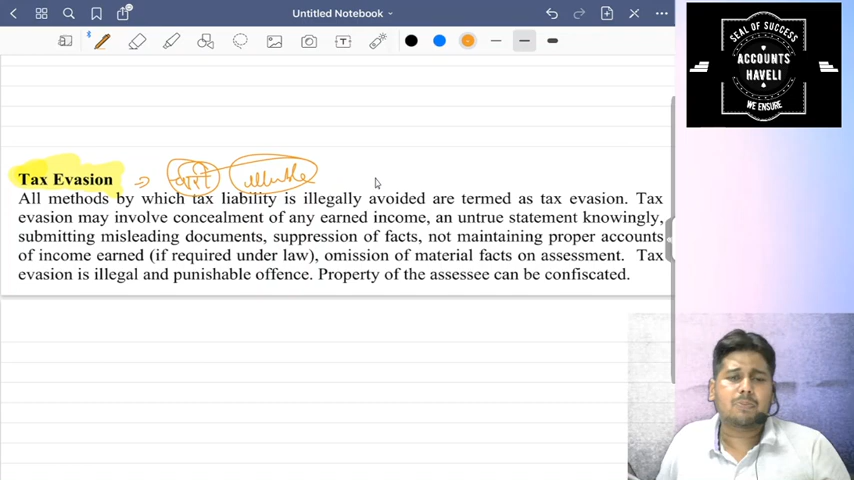 Untitled Notebook
SEAL OF SUCCESS
ACCOUNTS
HAVELI
WE ENSURE
Tax Evasion
All methods by which tax liability is illegally avoided are termed as tax evasion. Tax
evasion may involve concealment of any earned income, an untrue statement knowingly,
submitting misleading documents, suppression of facts, not maintaining proper accounts
of income earned (if required under law), omission of material facts on assessment. Tax
evasion is illegal and punishable offence. Property of the assessee can be confiscated.